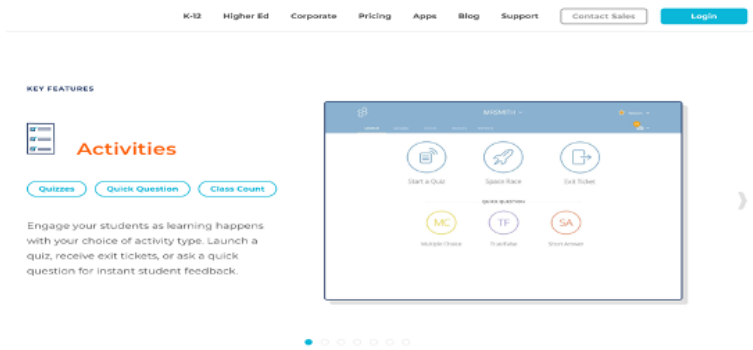 K-12 Higher Ed Corporate Pricing Apps Blog Support Contact Sales Login
KEY FEATURES
Activities
Quizzes Quick Question Class Count
Engage your students as learning happens
with your choice of activity type. Launch a
quiz, receive exit tickets, or ask a quick
question for instant student feedback.
MRSMITH
Start a Quiz Space Race Exit Ticket
QUICK QUESTION
MC TF SA
Multiple Choice True/False Short Answer